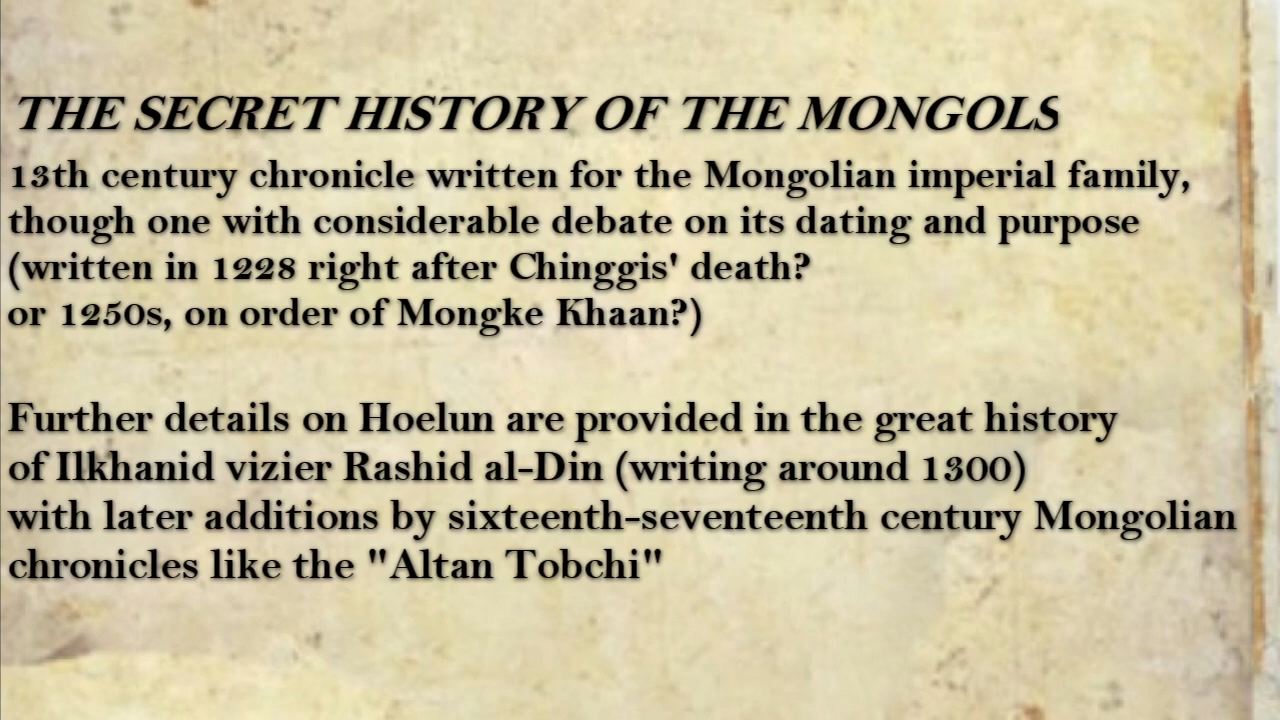 THE SECRET HISTORY OF THE MONGOLS
13th century chronicle written for the Mongolian imperial family,
though one with considerable debate on its dating and purpose
(written in 1228 right after Chinggis' death?
or 1250s, on order of Mongke Khaan?)
Further details on Hoelun are provided in the great history
of Ilkhanid vizier Rashid al-Din (writing around 1300)
with later additions by sixteenth-seventeenth century Mongolian
chronicles like the "Altan Tobchi"